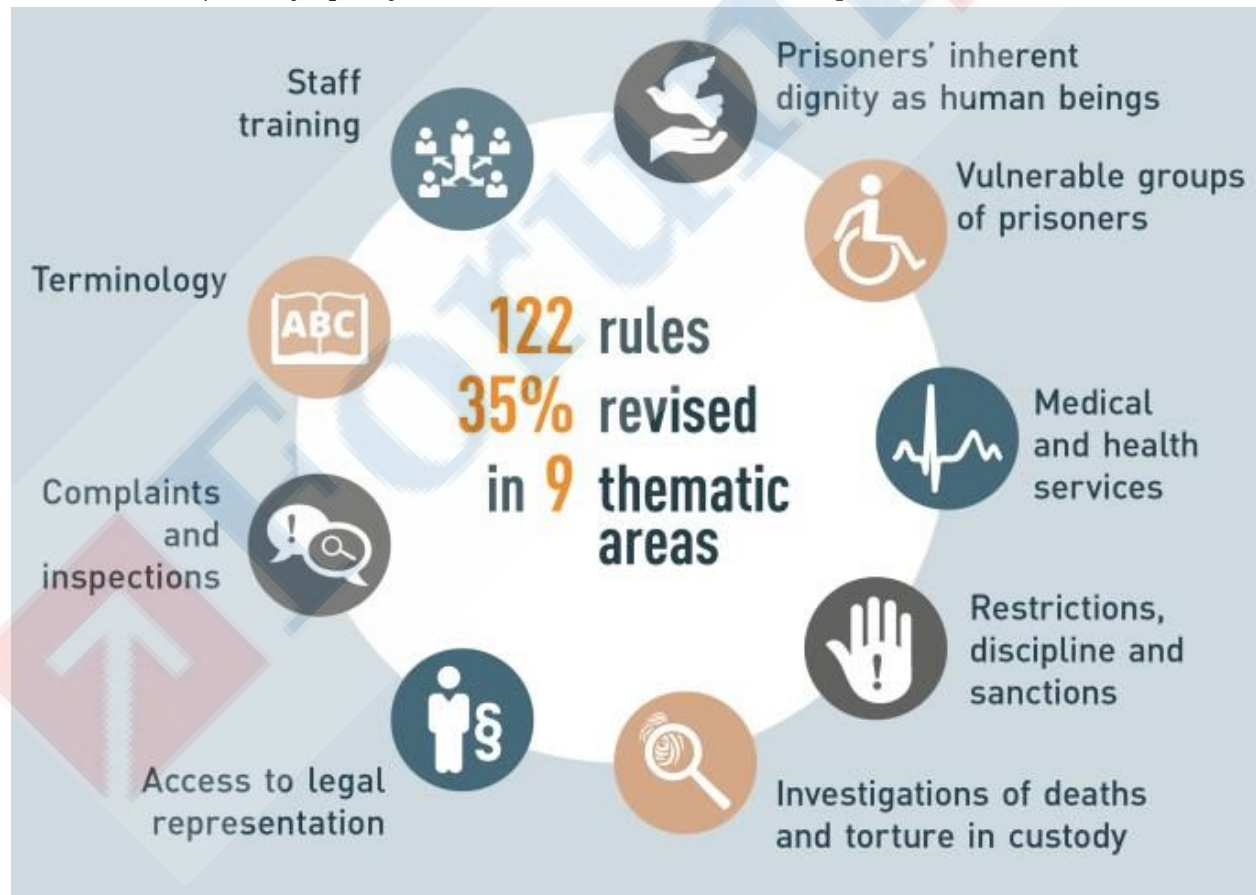 Prisoners' inherent
dignity as human beings
Vulnerable groups
of prisoners
Medical
and health
services
Restrictions,
discipline and
sanctions
Investigations of deaths
and torture in custody
Access to legal
representation
§
Complaints
and
inspections
Terminology
ABC
Staff
training
122 rules
35% revised
in 9 thematic
areas
Forum